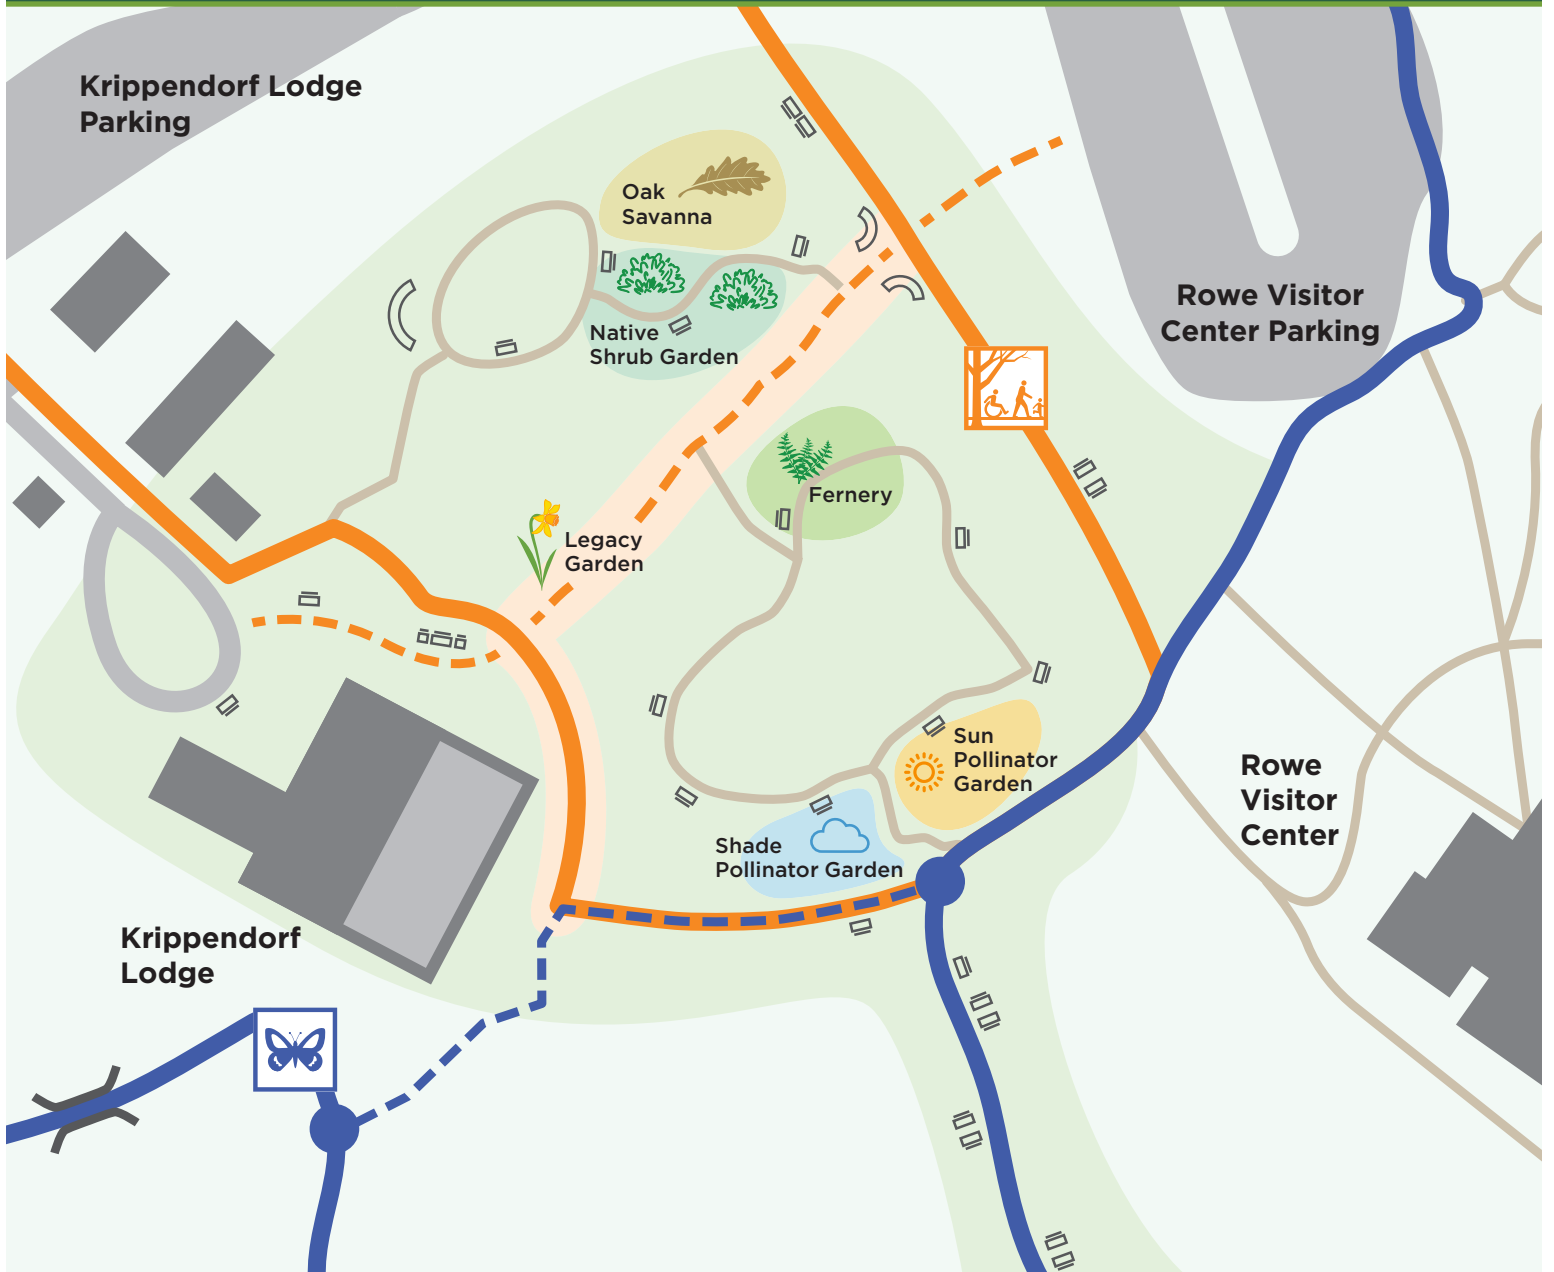 Krippendorf Lodge
Parking
Oak
Savanna
Native
Shrub Garden
Rowe Visitor
Center Parking
Fernery
Legacy
Garden
Sun
Pollinator
Garden
Shade
Pollinator Garden
Rowe
Visitor
Center
Krippendorf
Lodge